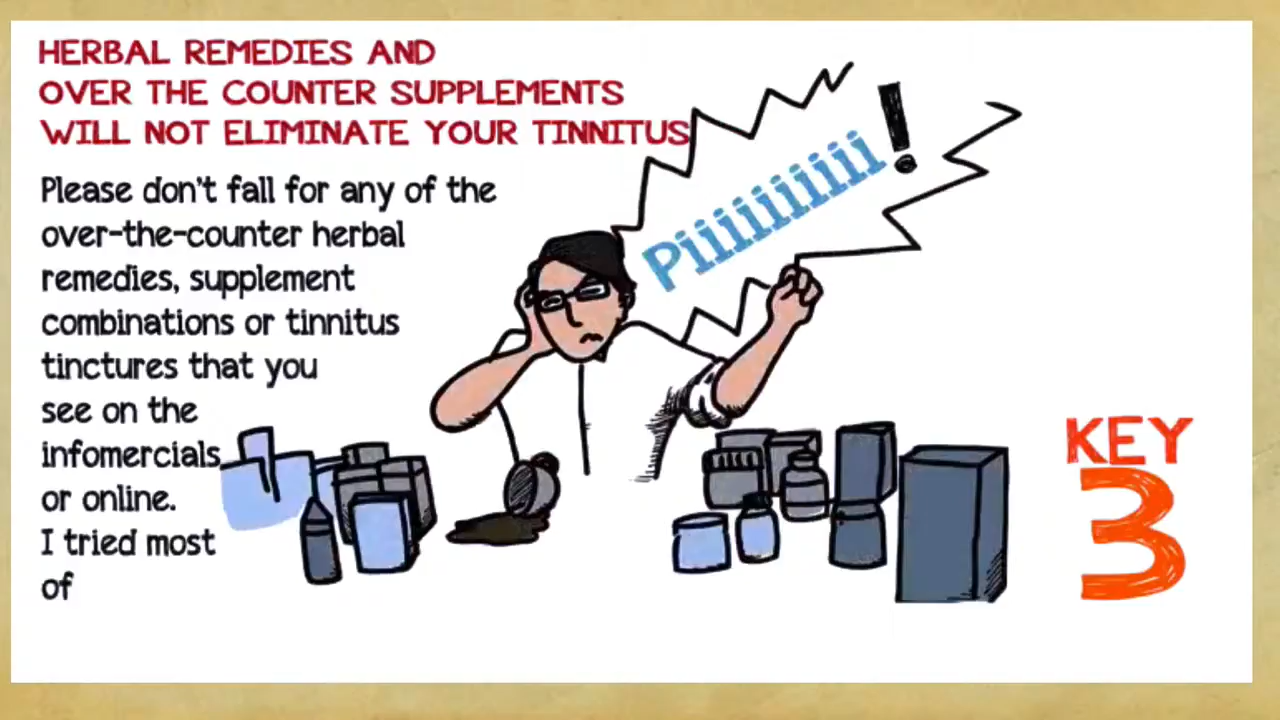 HERBAL REMEDIES AND
OVER THE COUNTER SUPPLEMENTS
WILL NOT ELIMINATE YOUR TINNITUS
Please don't fall for any of the
over-the-counter herbal
remedies, supplement
combinations or tinnitus
tinctures that you
see on the
infomercials
or online.
I tried most
of
Piiiiiiiiii!
KEY
3